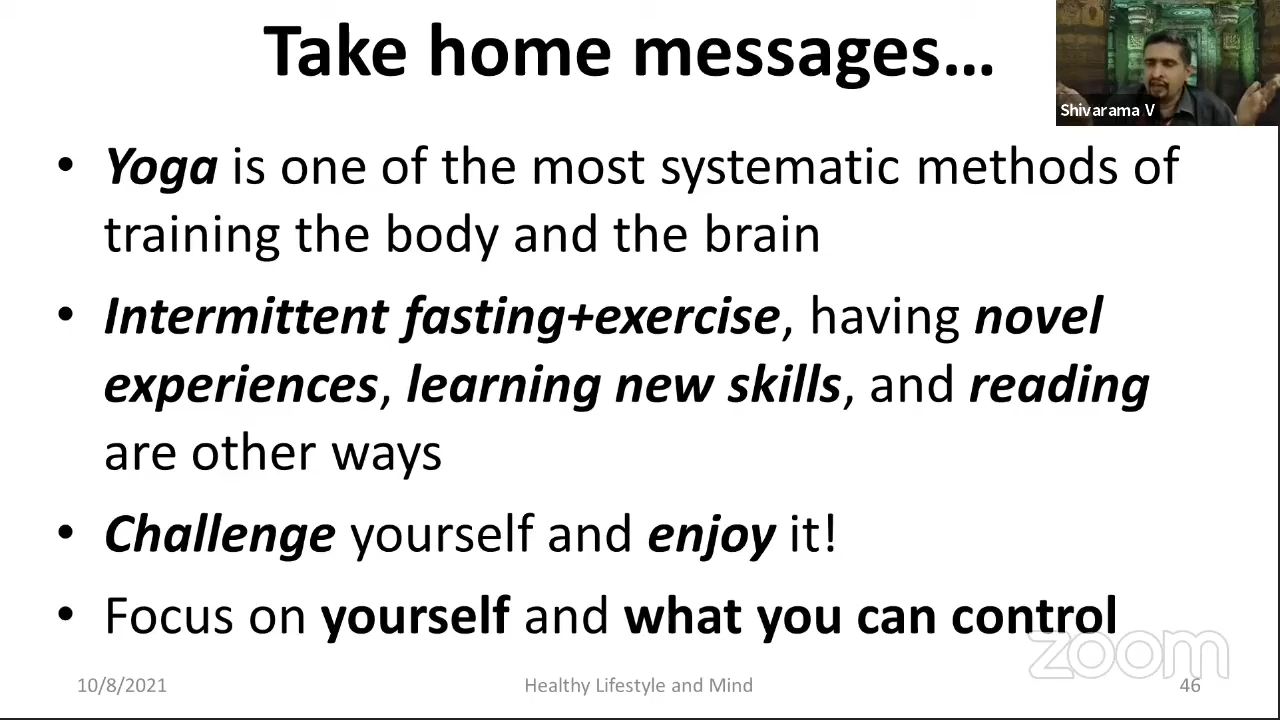 Take home messages…
Shivarama V
• Yoga is one of the most systematic methods of
training the body and the brain
• Intermittent fasting+exercise, having novel
experiences, learning new skills, and reading
are other ways
• Challenge yourself and enjoy it!
• Focus on yourself and what you can control
zoom
10/8/2021
Healthy Lifestyle and Mind
46